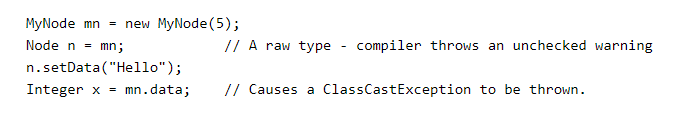 MyNode mn = new MyNode(5);
Node n = mn;            // A raw type - compiler throws an unchecked warning
n.setData("Hello");
Integer x = mn.data;    // Causes a ClassCastException to be thrown.